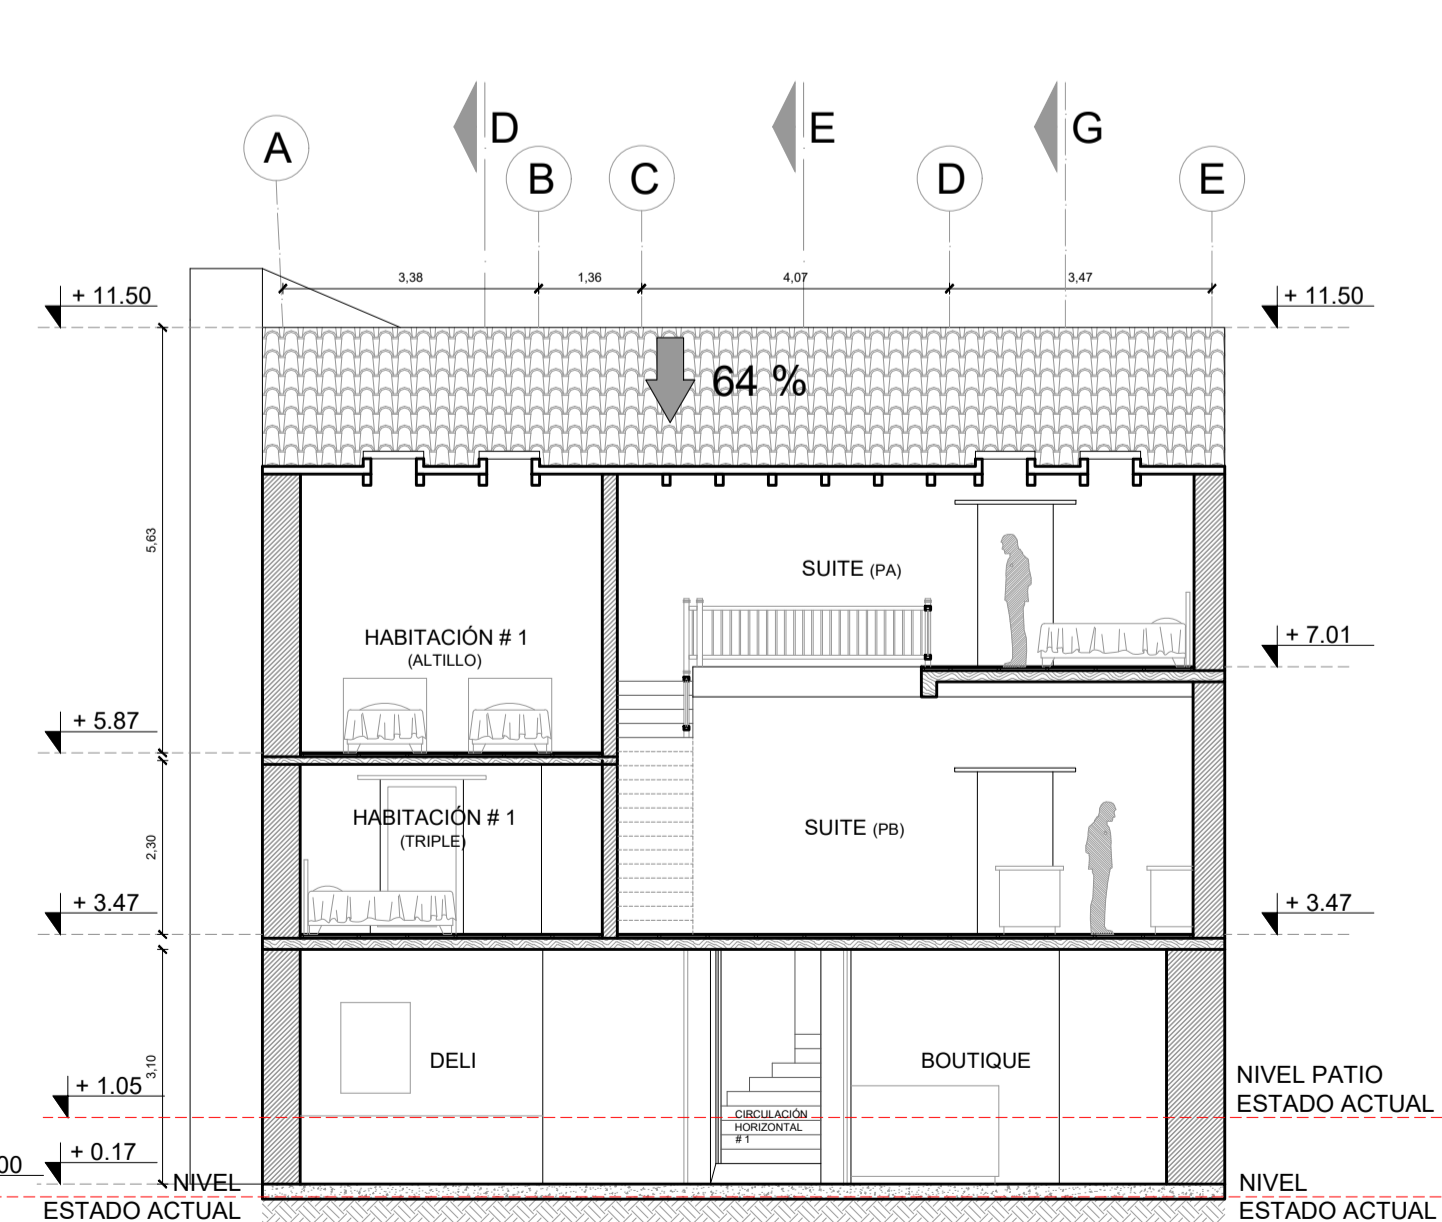 D
E
G
A
B
C
D
E
3,38
1,36
4,07
3,47
+ 11.50
+ 11.50
64 %
5,63
SUITE (PA)
HABITACIÓN # 1
(ALTILLO)
+ 7.01
+ 5.87
HABITACIÓN # 1
(TRIPLE)
SUITE (PB)
2,30
+ 3.47
+ 3.47
DELI
BOUTIQUE
3,10
+ 1.05
NIVEL PATIO
ESTADO ACTUAL
CIRCULACIÓN
HORIZONTAL
# 1
00
+ 0.17
NIVEL
ESTADO ACTUAL
NIVEL
ESTADO ACTUAL